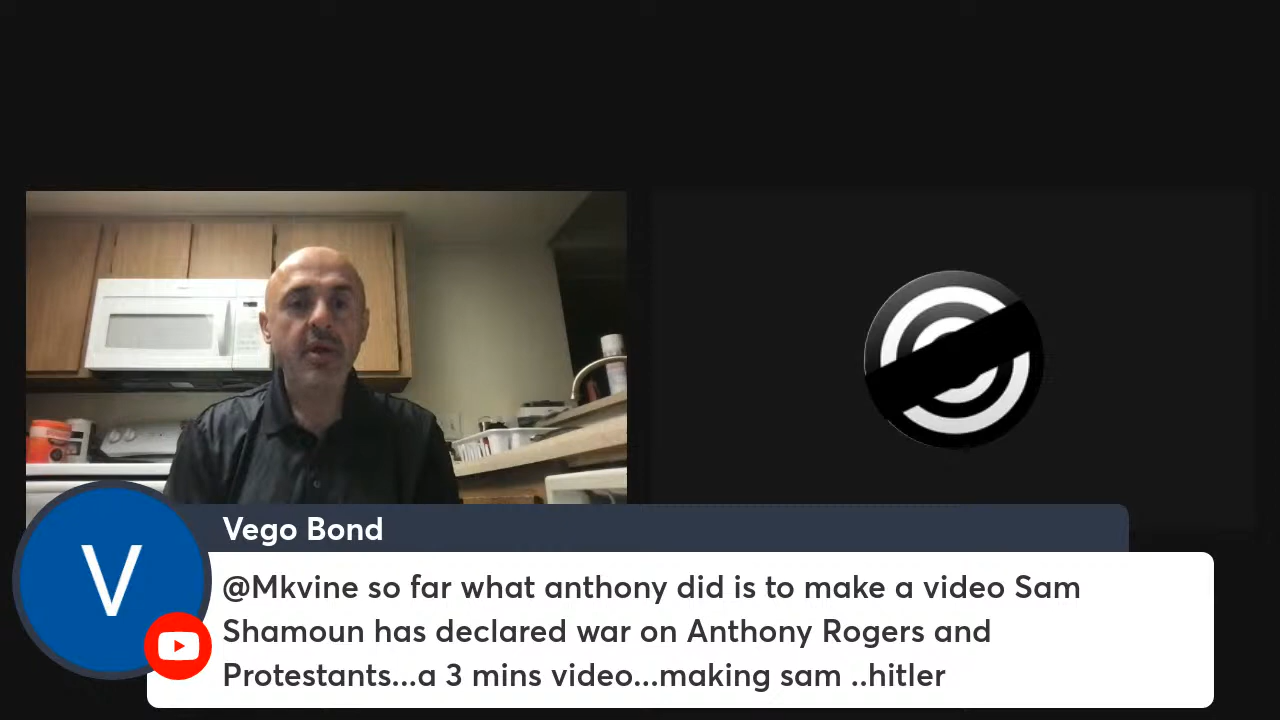 Vego Bond
@Mkvine so far what anthony did is to make a video Sam
Shamoun has declared war on Anthony Rogers and
Protestants...a 3 mins video...making sam ..hitler
V